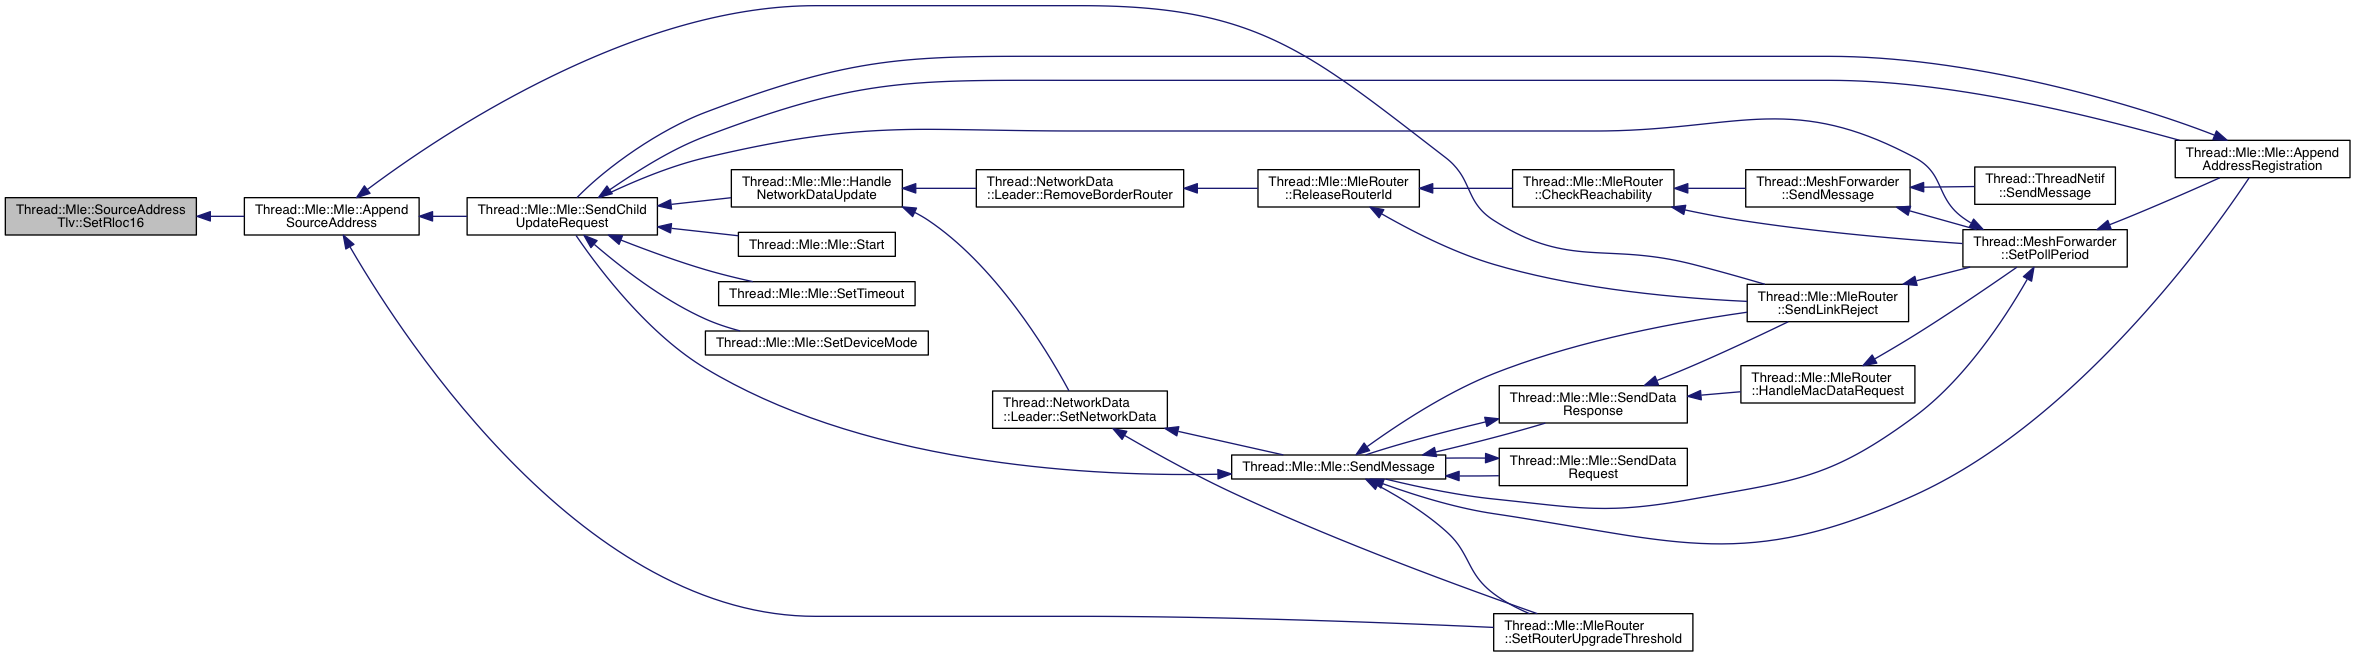 Thread::Mle::SourceAddress
Tlv::SetRloc16
Thread::Mle::Mle::Append
SourceAddress
Thread::Mle::Mle::SendChild
UpdateRequest
Thread::Mle::Mle::Handle
NetworkDataUpdate
Thread::Mle::Mle::Start
Thread::Mle::Mle::SetTimeout
Thread::Mle::Mle::SetDeviceMode
Thread::NetworkData
::Leader::RemoveBorderRouter
Thread::NetworkData
::Leader::SetNetworkData
Thread::Mle::MleRouter
::ReleaseRouterId
Thread::Mle::Mle::SendMessage
Thread::Mle::MleRouter
::CheckReachability
Thread::Mle::Mle::SendData
Response
Thread::Mle::Mle::SendData
Request
Thread::Mle::MleRouter
::SetRouterUpgradeThreshold
Thread::MeshForwarder
::SendMessage
Thread::Mle::MleRouter
::SendLinkReject
Thread::Mle::MleRouter
::HandleMacDataRequest
Thread::ThreadNetif
::SendMessage
Thread::MeshForwarder
::SetPollPeriod
Thread::Mle::Mle::Append
AddressRegistration